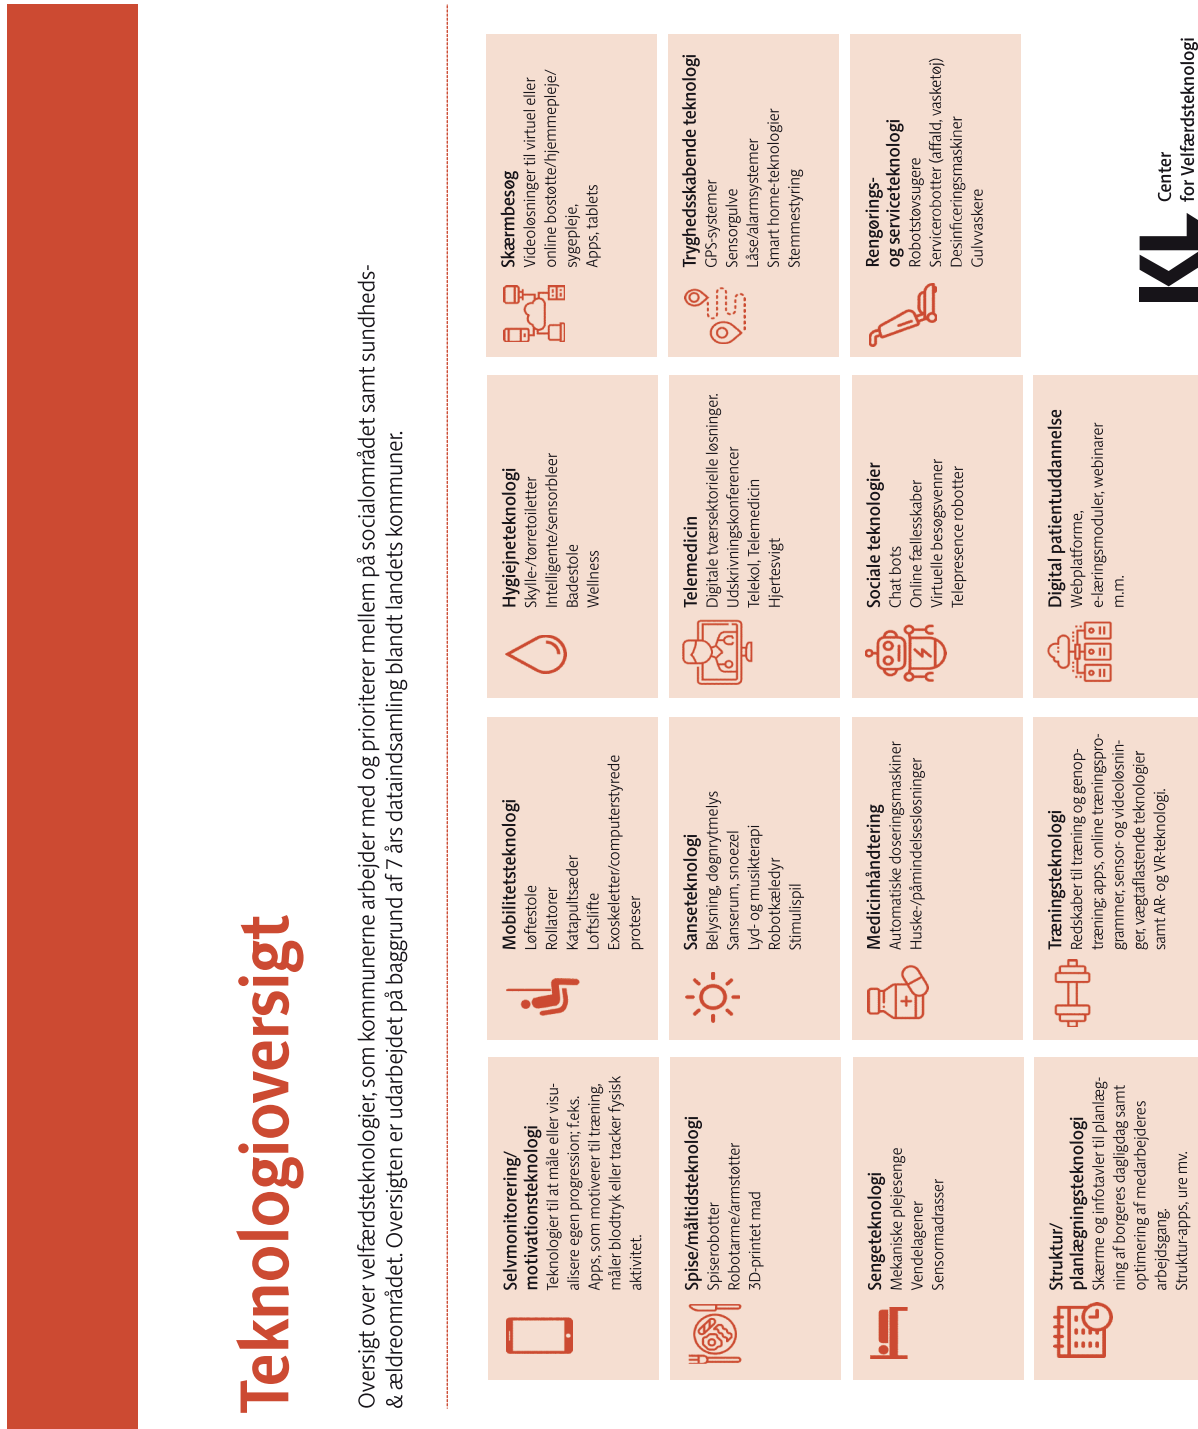 Teknologioversigt
Oversigt over velfærdsteknologier, som kommunerne arbejder med og prioriterer mellem på socialområdet samt sundheds-
& ældreområdet. Oversigten er udarbejdet på baggrund af 7 års dataindsamling blandt landets kommuner.
Selvmonitorering/
motivationsteknologi
Teknologier til at måle eller visu-
alisere egen progression; f.eks.
Apps, som motiverer til træning,
måler blodtryk eller tracker fysisk
aktivitet.
Mobilitetsteknologi
Løftestole
Rollatorer
Katapultsæder
Loftslifte
Exoskeletter/computerstyrede
proteser
Hygiejneteknologi
Skylle-/tørretoiletter
Intelligente/sensorbleer
Badestole
Wellness
Skærmbesøg
Videoløsninger til virtuel eller
online bostøtte/hjemmepleje/
sygepleje,
Apps, tablets
Spise/måltidsteknologi
Spiserobotter
Robotarme/armstøtter
3D-printet mad
Sanseteknologi
Belysning, døgnrytmelys
Sanserum, snoezel
Lyd- og musikterapi
Robotkæledyr
Stimulispil
Telemedicin
Digitale tværsektorielle løsninger.
Udskrivningskonferencer
Telekol, Telemedicin
Hjertesvigt
Tryghedsskabende teknologi
GPS-systemer
Sensorgulve
Låse/alarmsystemer
Smart home-teknologier
Stemmestyring
Sengeteknologi
Mekaniske plejesenge
Vendelagener
Sensormadrasser
Medicinhåndtering
Automatiske doseringsmaskiner
Huske-/påmindelsesløsninger
Sociale teknologier
Chat bots
Online fællesskaber
Virtuelle besøgsvenner
Telepresence robotter
Rengørings-
og serviceteknologi
Robotstøvsugere
Servicerobotter (affald, vasketøj)
Desinficeringsmaskiner
Gulvvaskere
Struktur/
planlægningsteknologi
Skærme og infotavler til planlæg-
ning af borgeres dagligdag samt
optimering af medarbejderes
arbejdsgang.
Struktur-apps, ure mv.
Træningsteknologi
Redskaber til træning og genop-
træning, apps, online træningspro-
grammer, sensor- og videoløsnin-
ger, vægtaflastende teknologier
samt AR- og VR-teknologi.
Digital patientuddannelse
Webplatforme,
e-læringsmoduler, webinarer
m.m.
KL
Center
for Velfærdsteknologi